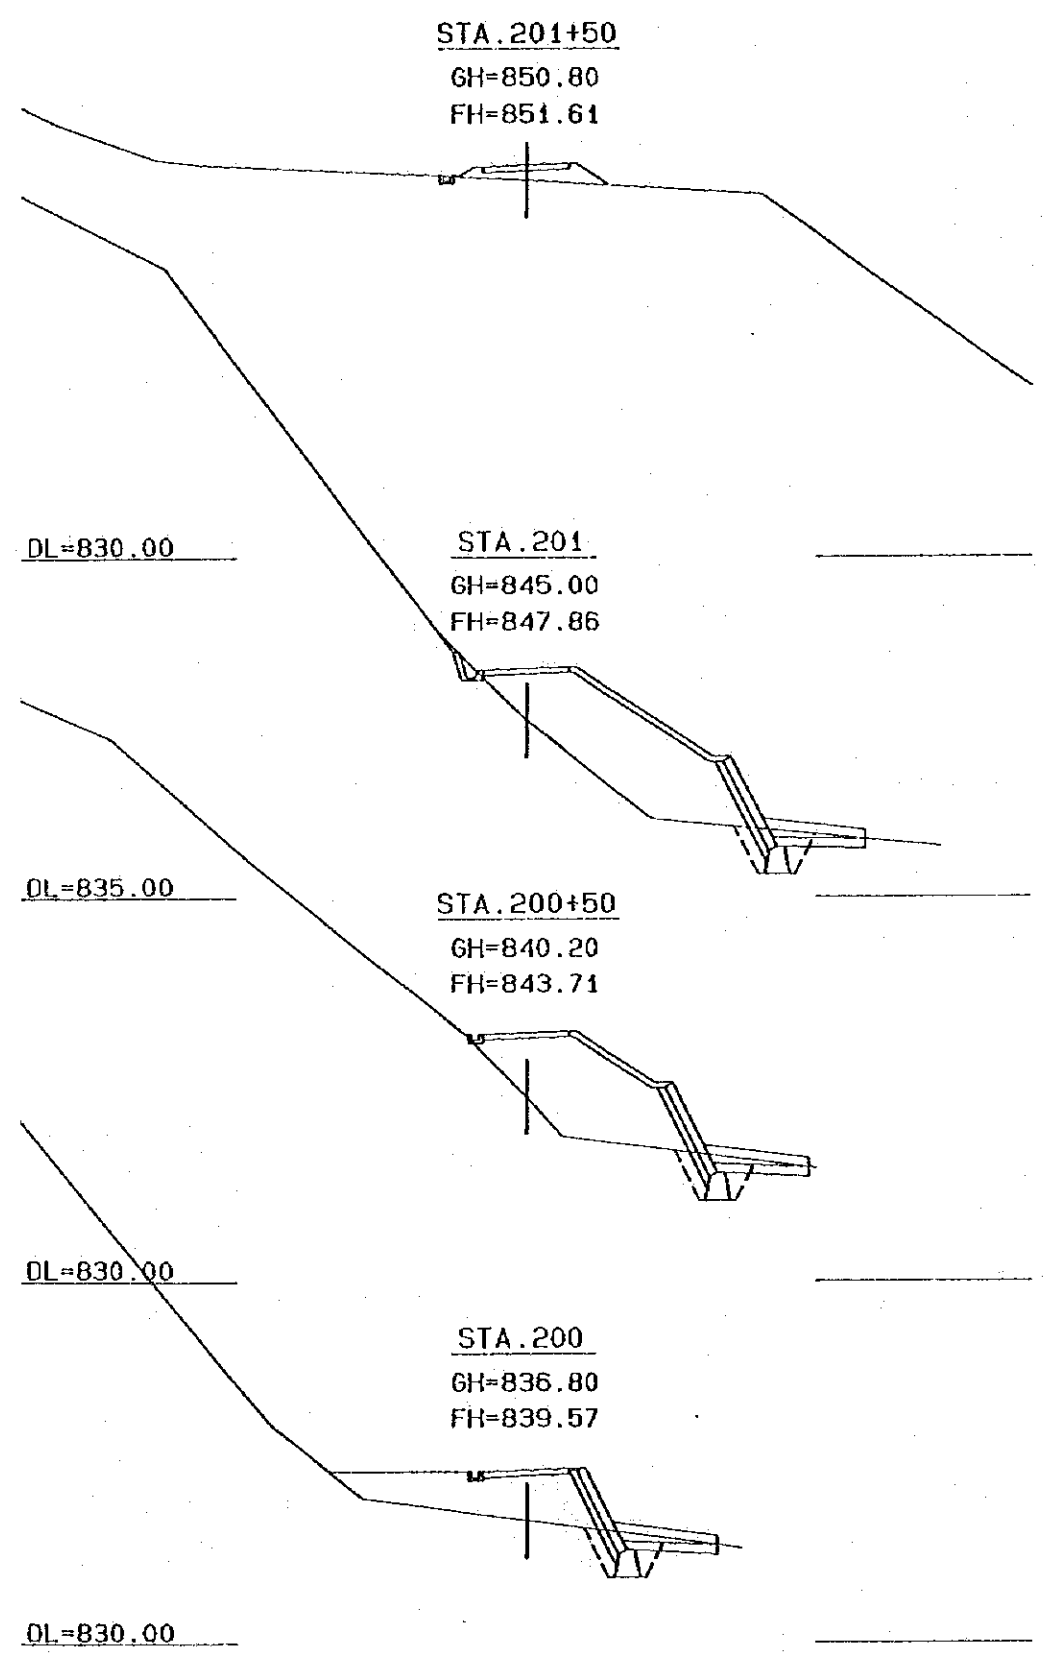 STA.201+50
GH=850.80
FH=851.61
DL=830.00
STA.201
GH=845.00
FH=847.86
DL=835.00
STA.200+50
GH=840.20
FH=843.71
DL=830.00
STA.200
GH=836.80
FH=839.57
DL=830.00